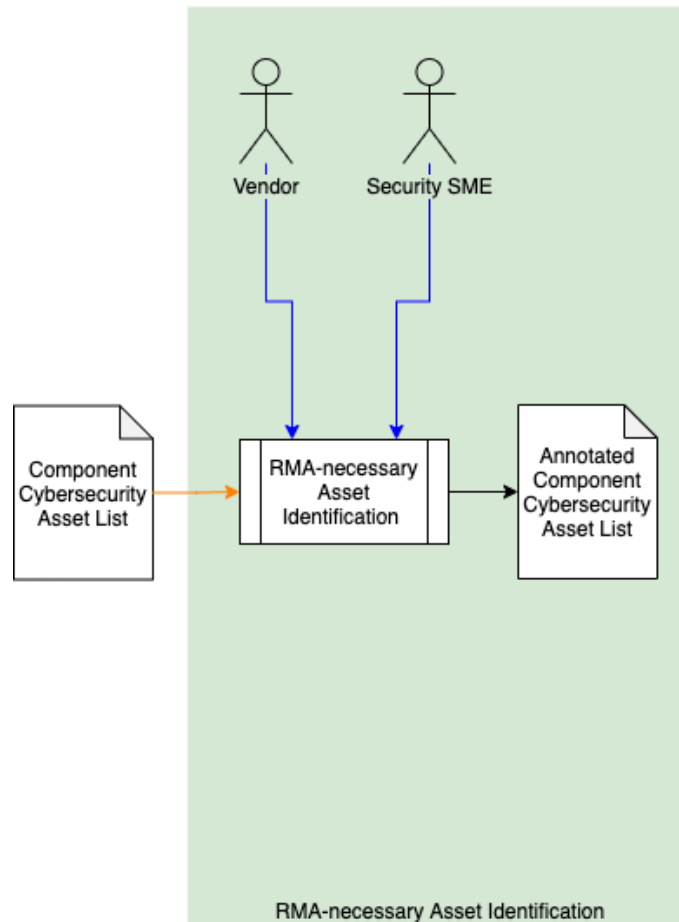 Vendor
Security SME
Component
Cybersecurity
Asset List
RMA-necessary
Asset
Identification
Annotated
Component
Cybersecurity
Asset List
RMA-necessary Asset Identification